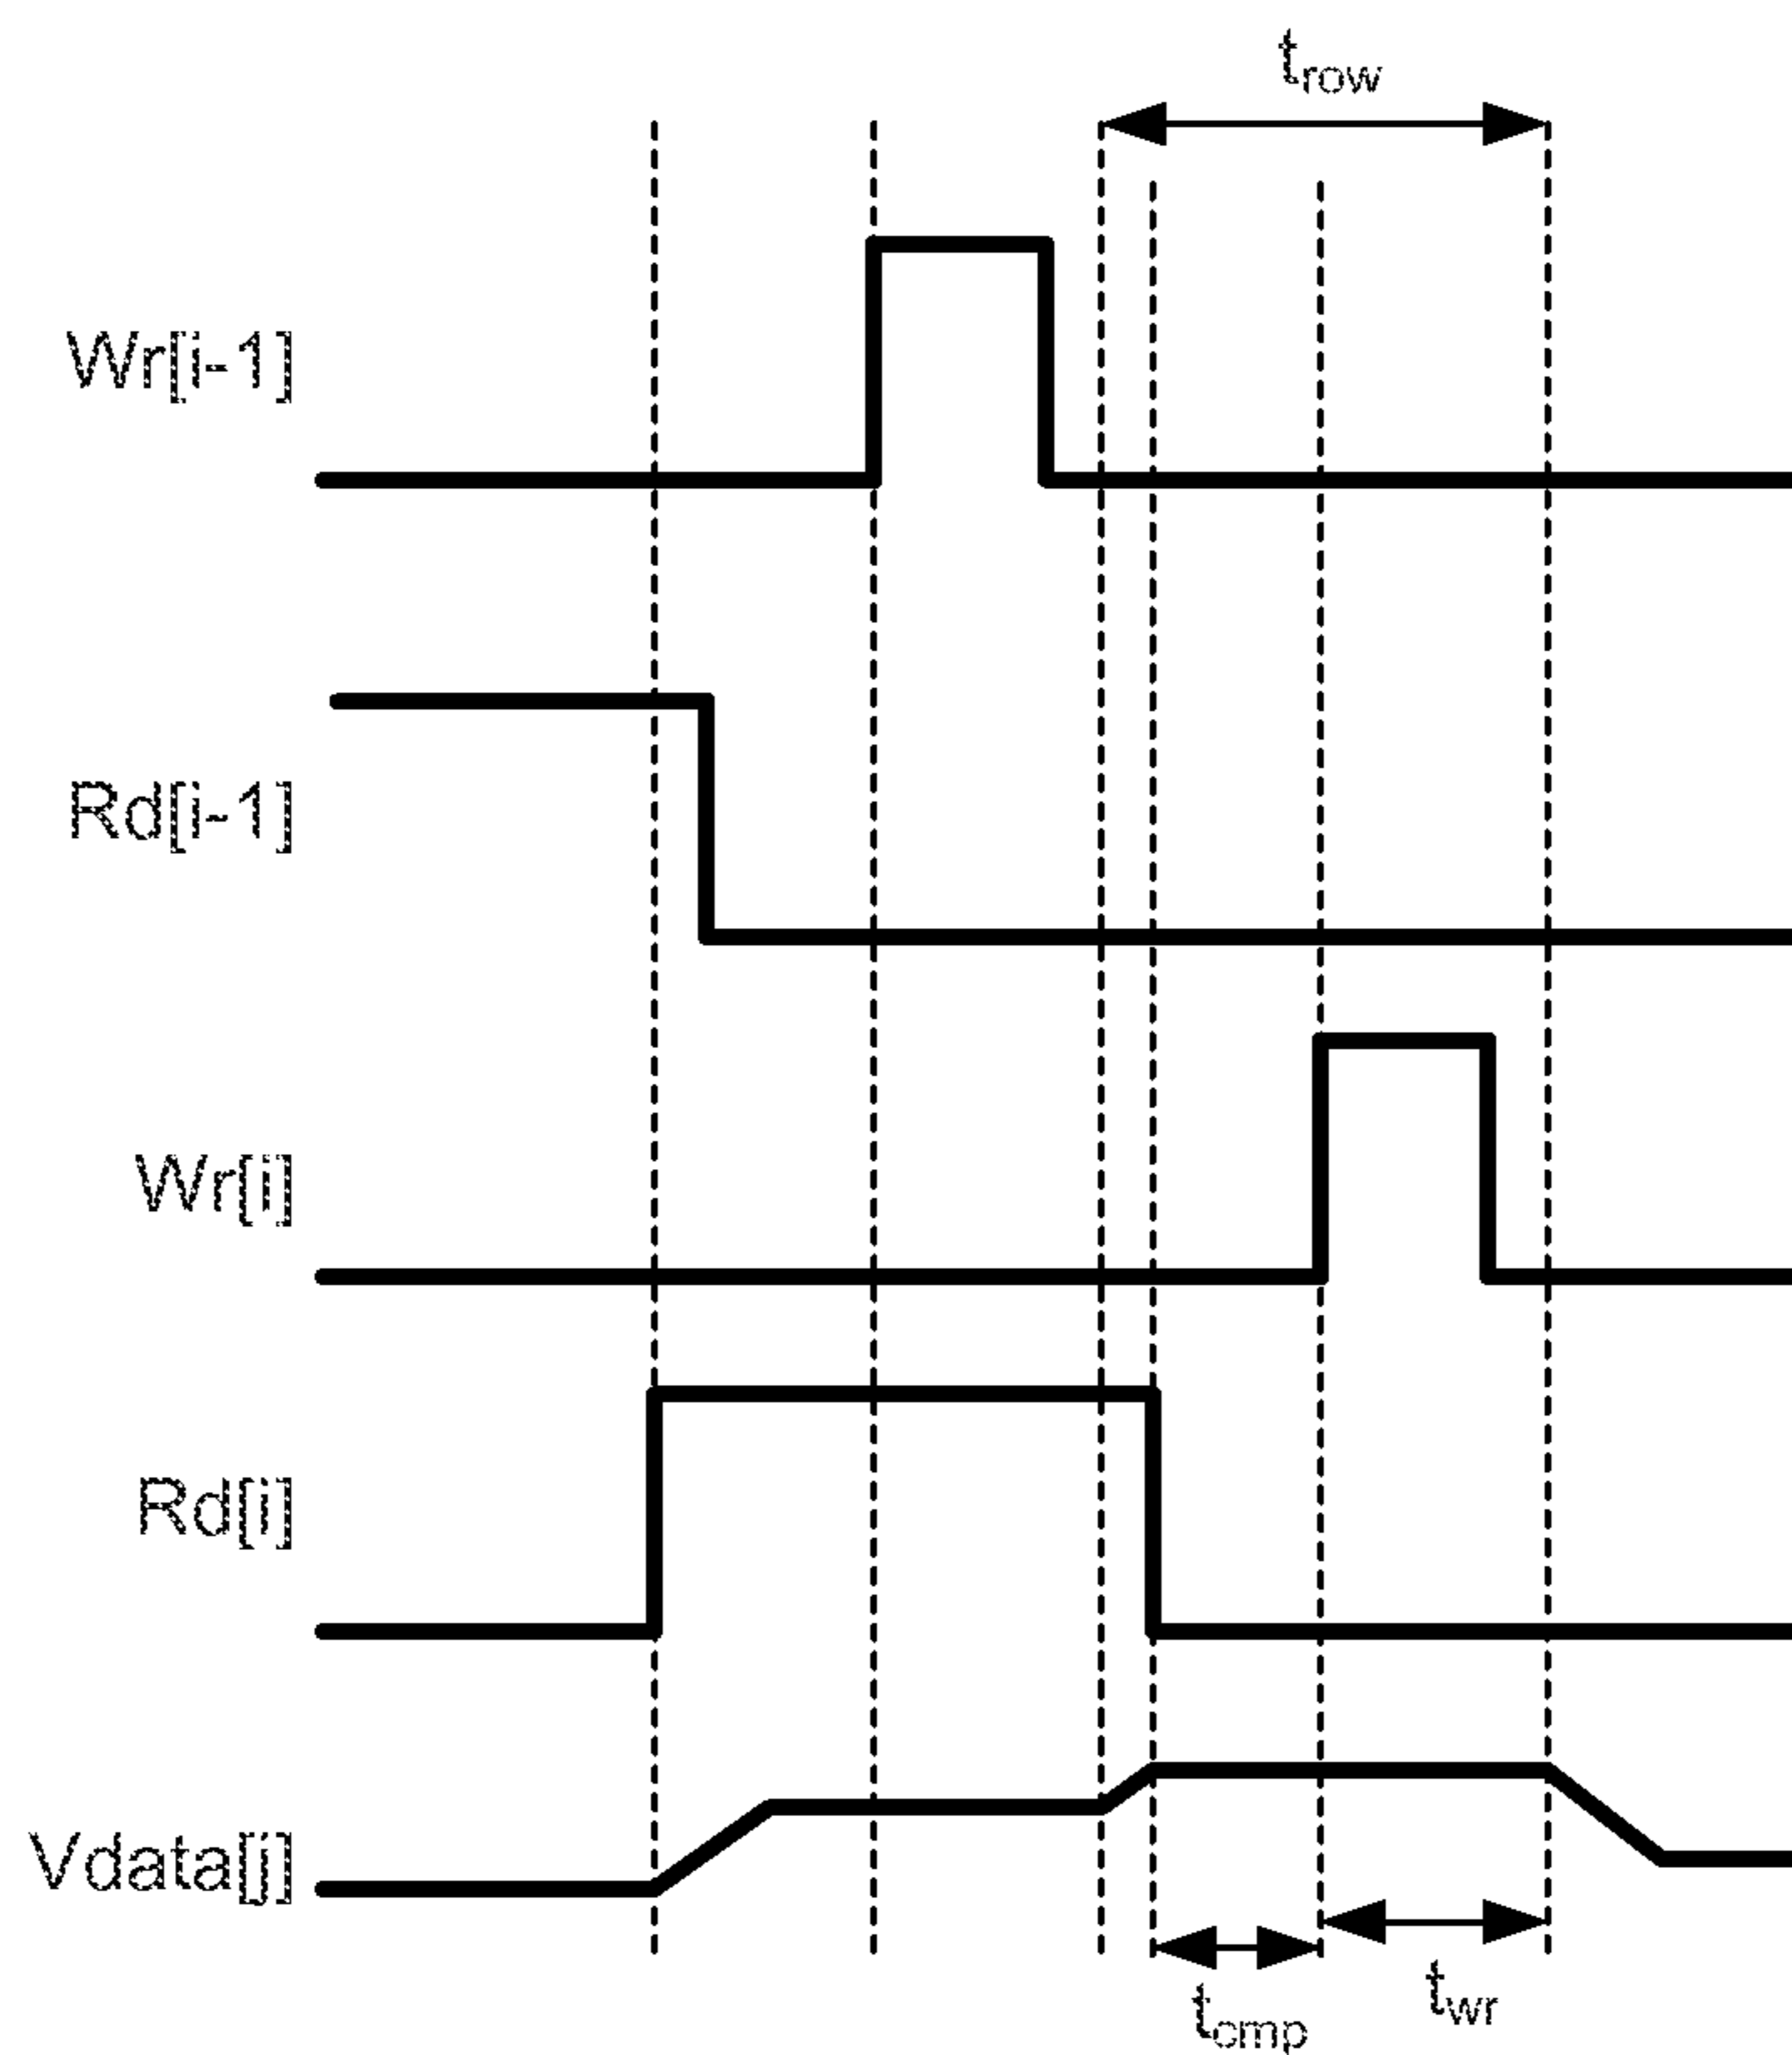 t_row
Wr[i-1]
Rd[i-1]
Wr[i]
Rd[i]
Vdata[j]
t_cmp
t_wr